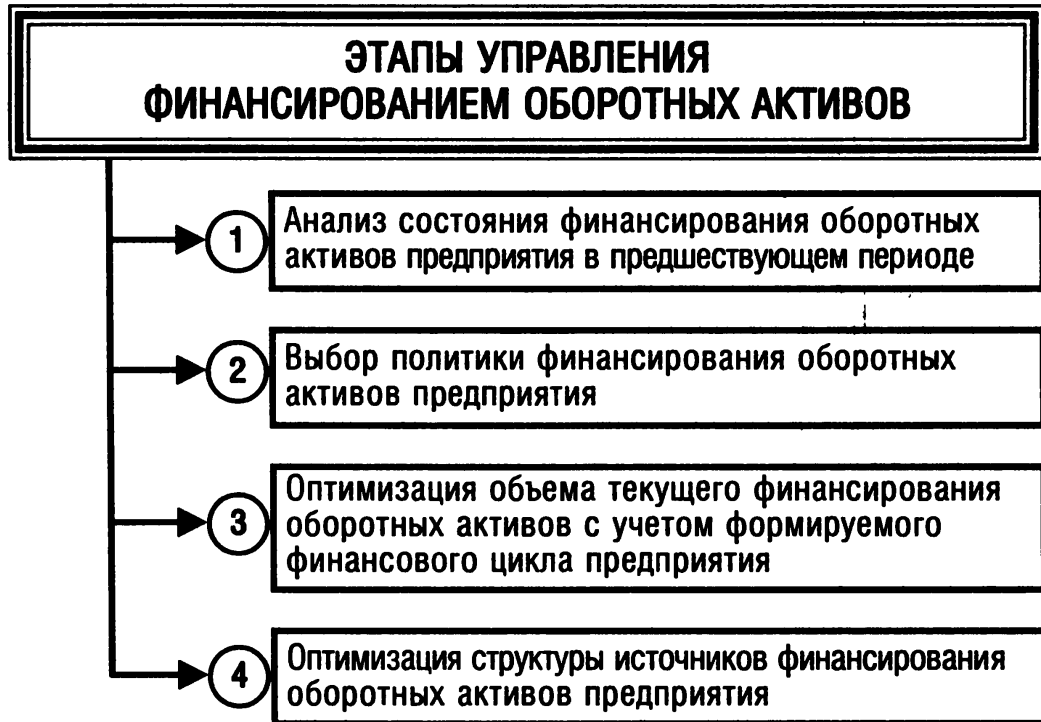 ЭТАПЫ УПРАВЛЕНИЯ
ФИНАНСИРОВАНИЕМ ОБОРОТНЫХ АКТИВОВ
1
Анализ состояния финансирования оборотных
активов предприятия в предшествующем периоде
2
Выбор политики финансирования оборотных
активов предприятия
3
Оптимизация объема текущего финансирования
оборотных активов с учетом формируемого
финансового цикла предприятия
4
Оптимизация структуры источников финансирования
оборотных активов предприятия